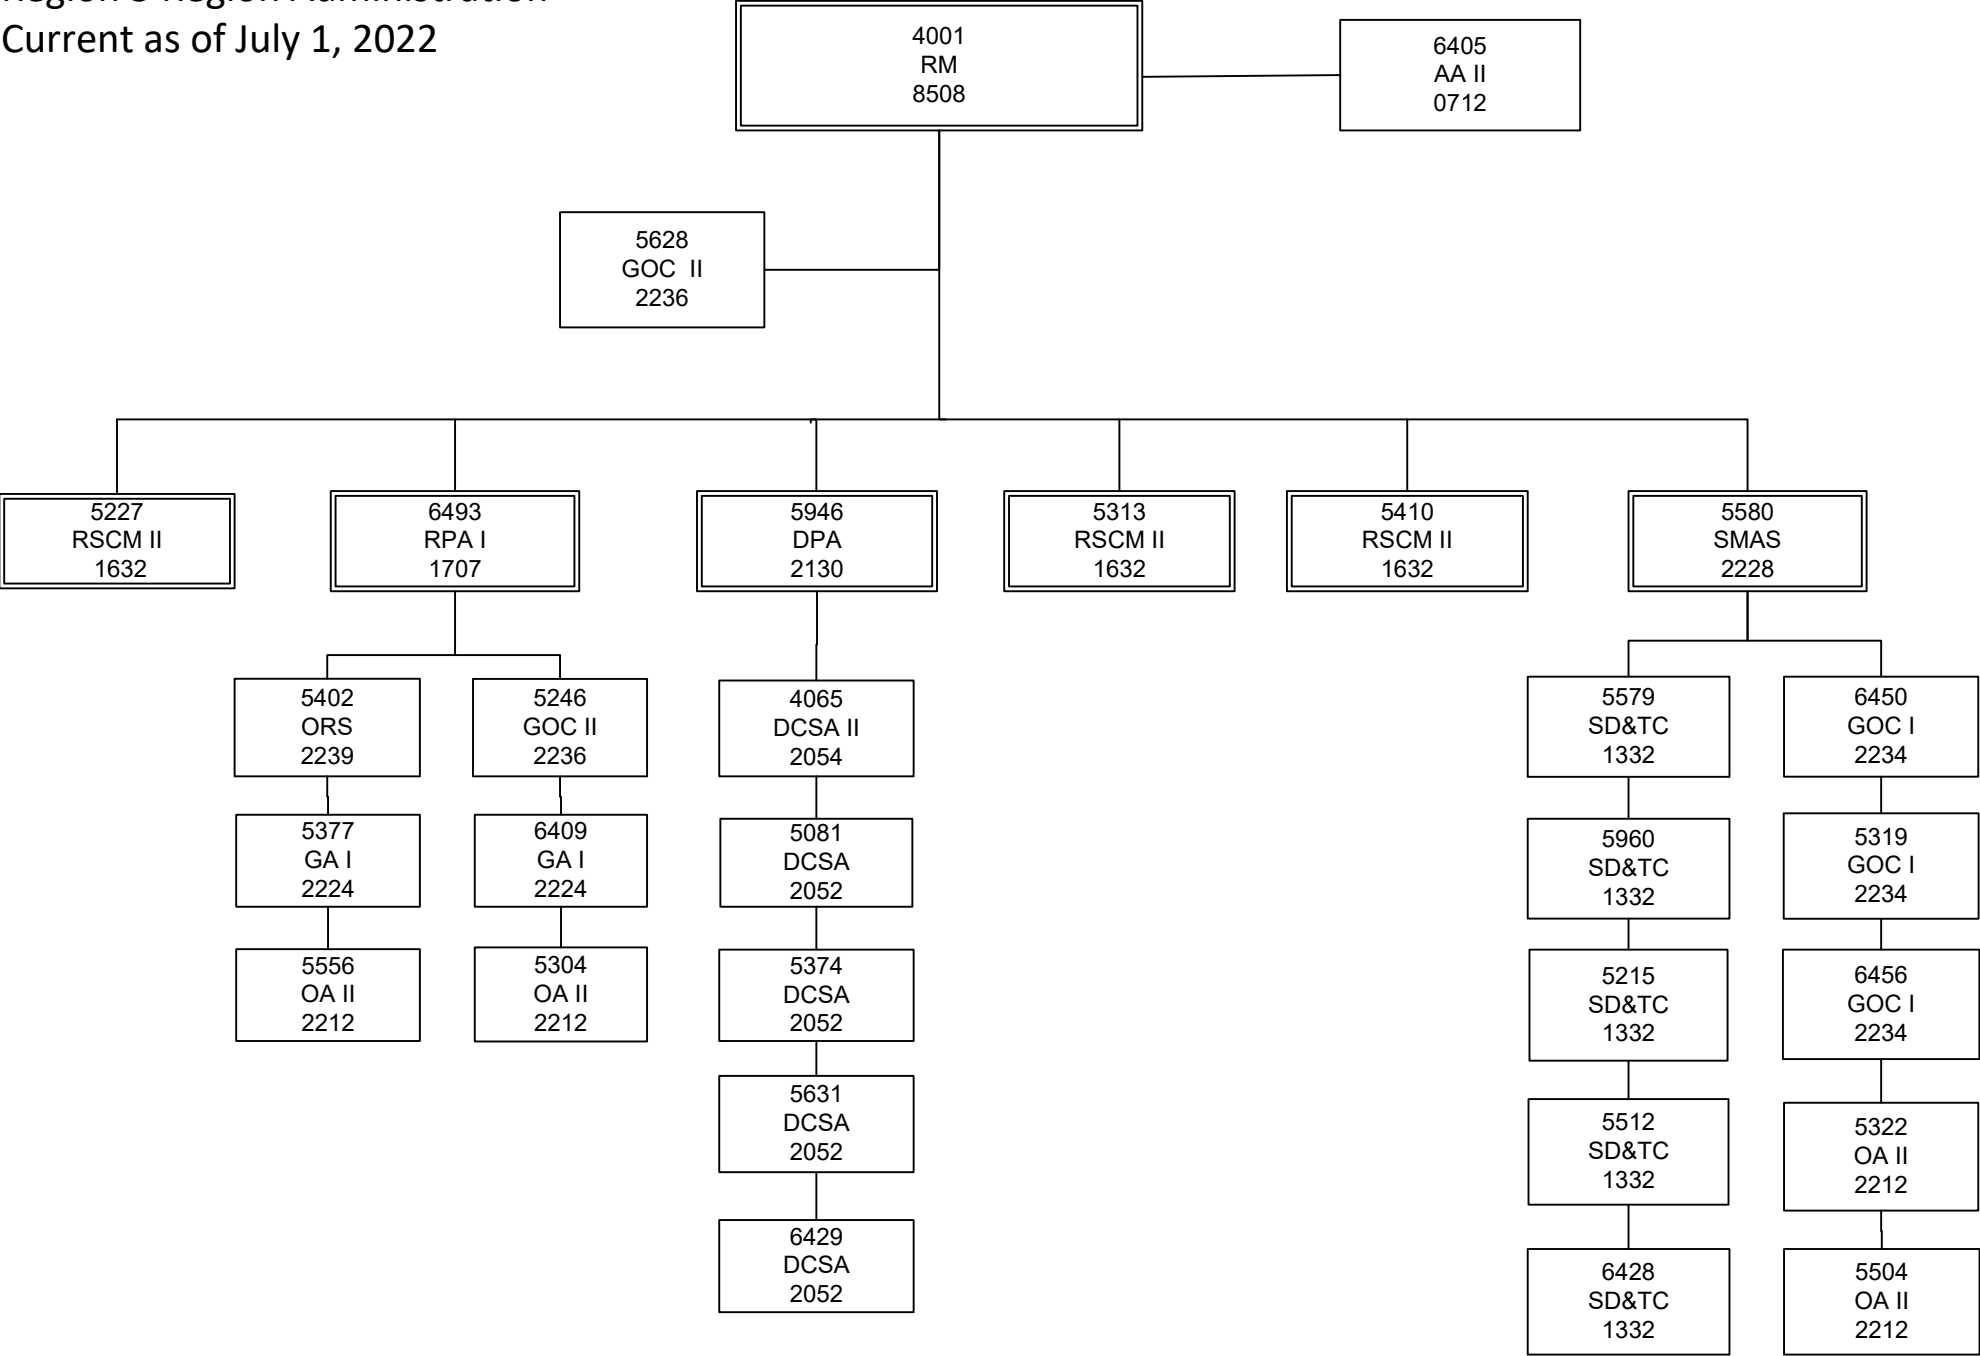 Region Administration
Current as of July 1, 2022
4001
RM
8508
6405
AA II
0712
5628
GOC  II
2236
5227
RSCM II
1632
6493
RPA I
1707
5946
DPA
2130
5313
RSCM II
1632
5410
RSCM II
1632
5580
SMAS
2228
5402
ORS
2239
5246
GOC II
2236
4065
DCSA II
2054
5579
SD&TC
1332
6450
GOC I
2234
5377
GA I
2224
6409
GA I
2224
5081
DCSA
2052
5960
SD&TC
1332
5319
GOC I
2234
5556
OA II
2212
5304
OA II
2212
5374
DCSA
2052
5215
SD&TC
1332
6456
GOC I
2234
5631
DCSA
2052
5512
SD&TC
1332
5322
OA II
2212
6429
DCSA
2052
6428
SD&TC
1332
5504
OA II
2212